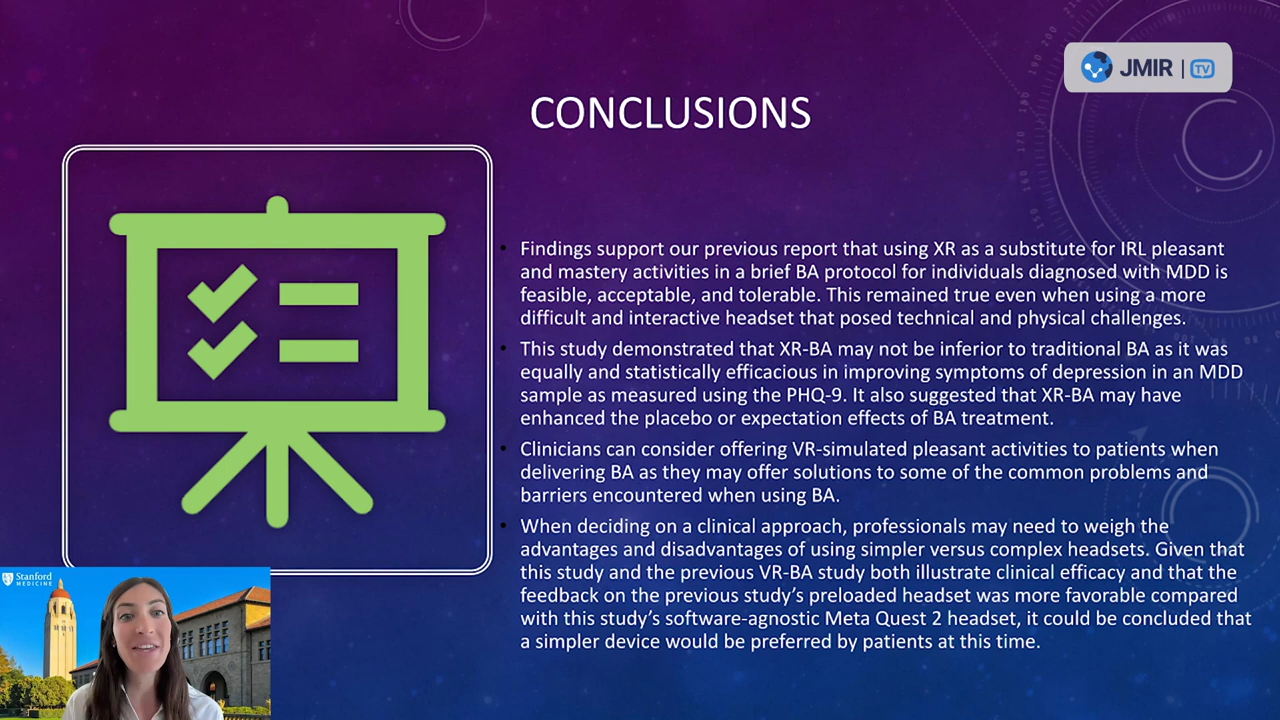 JMIR | TV
CONCLUSIONS
• Findings support our previous report that using XR as a substitute for IRL pleasant
and mastery activities in a brief BA protocol for individuals diagnosed with MDD is
feasible, acceptable, and tolerable. This remained true even when using a more
difficult and interactive headset that posed technical and physical challenges.
• This study demonstrated that XR-BA may not be inferior to traditional BA as it was
equally and statistically efficacious in improving symptoms of depression in an MDD
sample as measured using the PHQ-9. It also suggested that XR-BA may have
enhanced the placebo or expectation effects of BA treatment.
• Clinicians can consider offering VR-simulated pleasant activities to patients when
delivering BA as they may offer solutions to some of the common problems and
barriers encountered when using BA.
• When deciding on a clinical approach, professionals may need to weigh the
advantages and disadvantages of using simpler versus complex headsets. Given that
this study and the previous VR-BA study both illustrate clinical efficacy and that the
feedback on the previous study's preloaded headset was more favorable compared
with this study's software-agnostic Meta Quest 2 headset, it could be concluded that
a simpler device would be preferred by patients at this time.
Stanford
MEDICINE